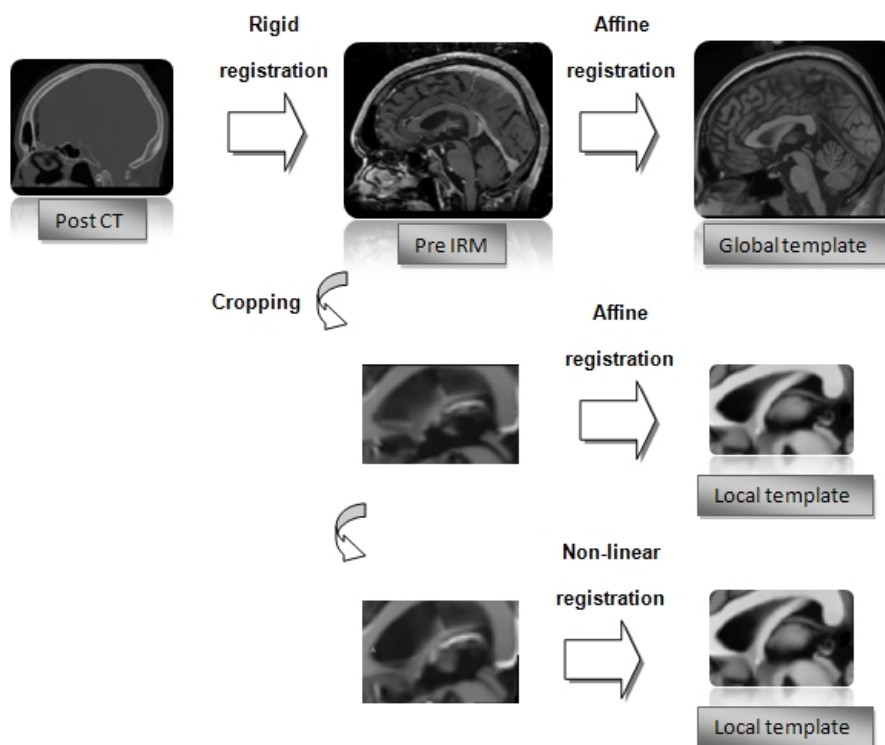 Rigid
registration
Affine
registration
Post CT
Pre IRM
Global template
Cropping
Affine
registration
Local template
Non-linear
registration
A
Local template